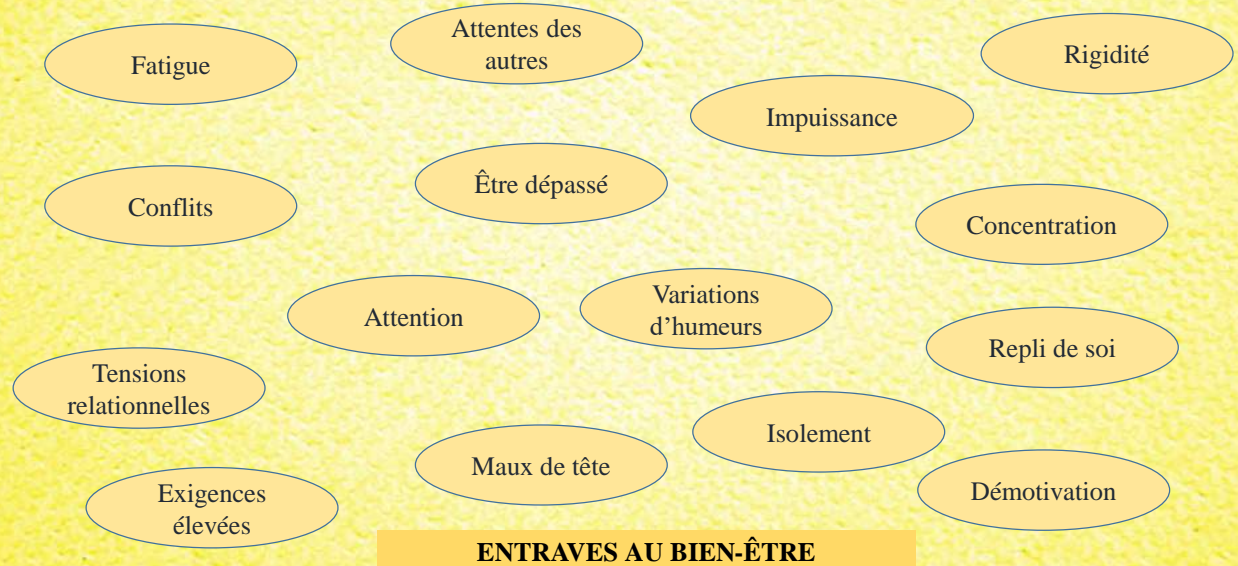 Fatigue
Attentes des
autres
Rigidité
Impuissance
Être dépassé
Conflits
Concentration
Attention
Variations
d’humeurs
Repli de soi
Tensions
relationnelles
Isolement
Maux de tête
Exigences
élevées
Démotivation
ENTRAVES AU BIEN-ÊTRE